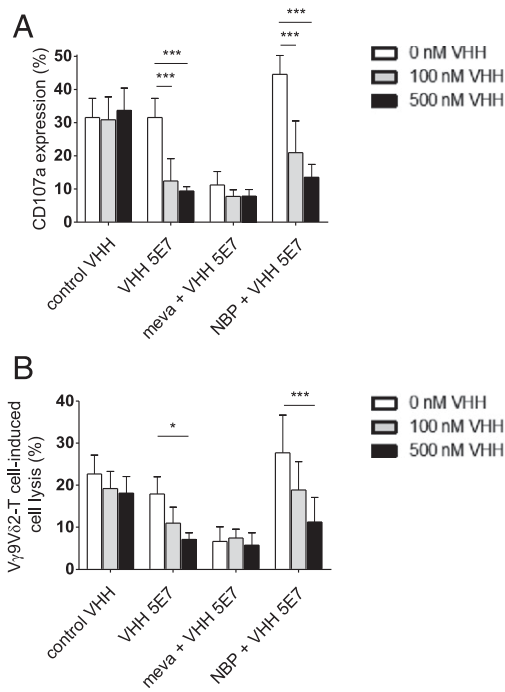 A
***
***
***
***
0 nM VHH
100 nM VHH
500 nM VHH
CD107a expression (%)
50
40
30
20
10
0
control VHH
VHH 5E7
meva + VHH 5E7
NBP + VHH 5E7
B
*
***
0 nM VHH
100 nM VHH
500 nM VHH
Vγ9Vδ2-T cell-induced
cell lysis (%)
40
30
20
10
0
control VHH
VHH 5E7
meva + VHH 5E7
NBP + VHH 5E7